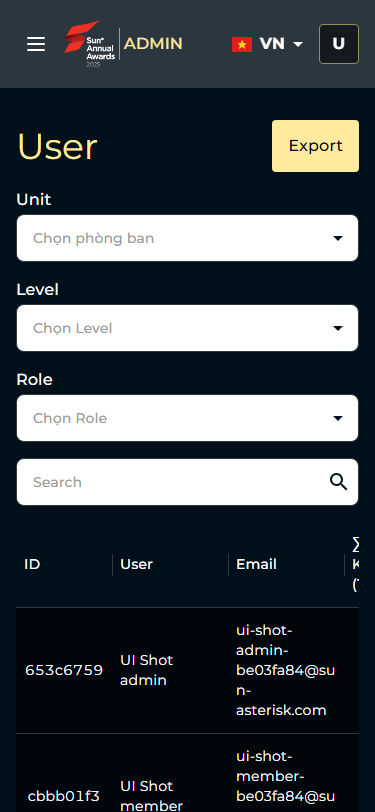 Sun*
Annual
Awards
2025
ADMIN
VN
U
User
Export
Unit
Chọn phòng ban
Level
Chọn Level
Role
Chọn Role
Search
ID
User
Email
653c6759
UI Shot
admin
ui-shot-
admin-
be03fa84@su
n-
asterisk.com
cbbb01f3
UI Shot
member
ui-shot-
member-
be03fa84@su